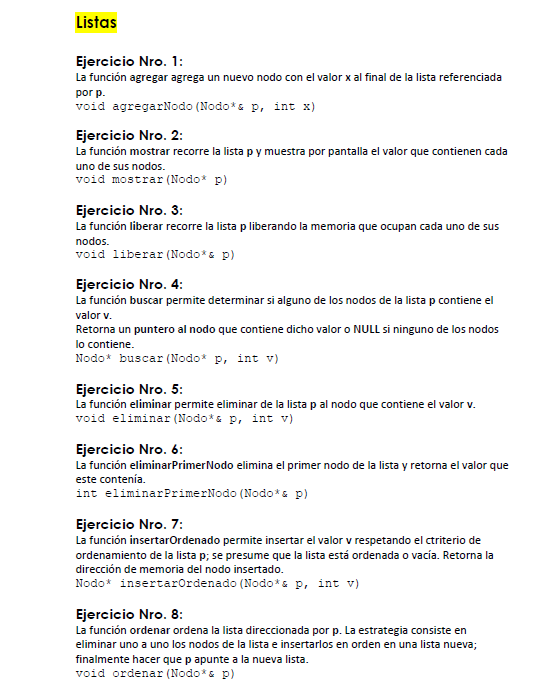 Listas
Ejercicio Nro. 1:
La función agregar agrega un nuevo nodo con el valor x al final de la lista referenciada
por p.
void agregarNodo(Nodo*& p, int x)
Ejercicio Nro. 2:
La función mostrar recorre la lista p y muestra por pantalla el valor que contienen cada
uno de sus nodos.
void mostrar(Nodo* p)
Ejercicio Nro. 3:
La función liberar recorre la lista p liberando la memoria que ocupan cada uno de sus
nodos.
void liberar(Nodo*& p)
Ejercicio Nro. 4:
La función buscar permite determinar si alguno de los nodos de la lista p contiene el
valor v.
Retorna un puntero al nodo que contiene dicho valor o NULL si ninguno de los nodos
lo contiene.
Nodo* buscar(Nodo* p, int v)
Ejercicio Nro. 5:
La función eliminar permite eliminar de la lista p al nodo que contiene el valor v.
void eliminar(Nodo*& p, int v)
Ejercicio Nro. 6:
La función eliminarPrimerNodo elimina el primer nodo de la lista y retorna el valor que
este contenía.
int eliminarPrimerNodo(Nodo*& p)
Ejercicio Nro. 7:
La función insertarOrdenado permite insertar el valor v respetando el ctriterio de
ordenamiento de la lista p; se presume que la lista está ordenada o vacía. Retorna la
dirección de memoria del nodo insertado.
Nodo* insertarOrdenado(Nodo*& p, int v)
Ejercicio Nro. 8:
La función ordenar ordena la lista direccionada por p. La estrategia consiste en
eliminar uno a uno los nodos de la lista e insertarlos en orden en una lista nueva;
finalmente hacer que p apunte a la nueva lista.
void ordenar(Nodo*& p)